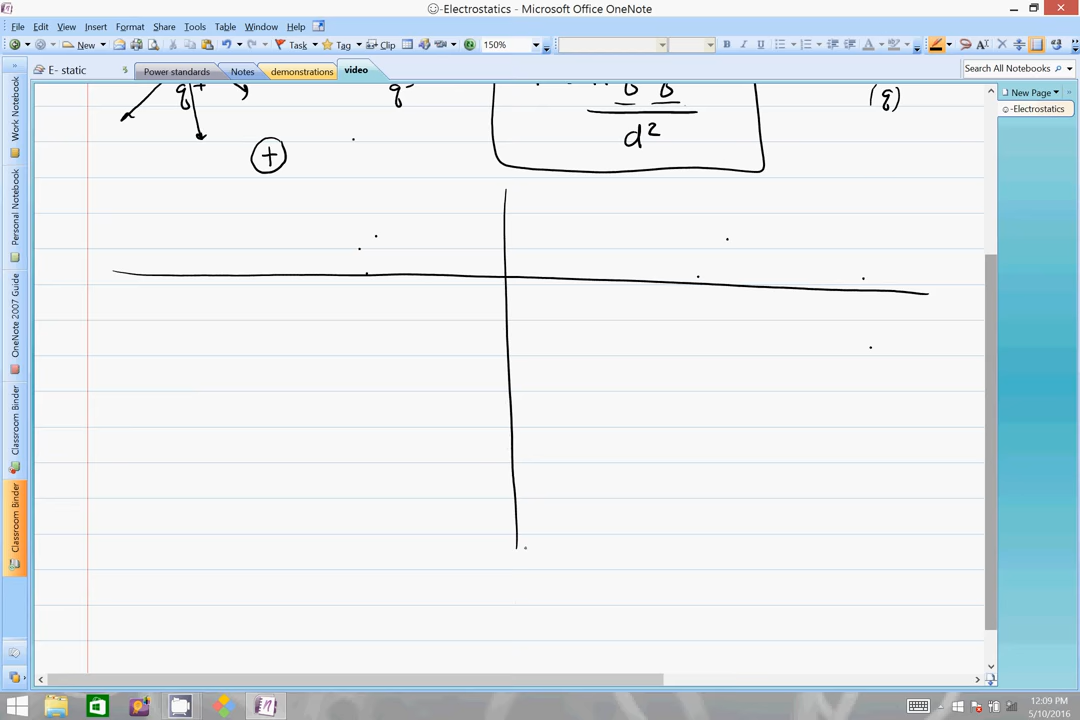 -Electrostatics - Microsoft OneNote
File Edit View Insert Format Share Tools Table Window Help
New Task Tag Clip 150% B I U
E- static Power standards Notes demonstrations video Search All Notebooks
New Page
-Electrostatics
Work Notebook
Personal Notebook
OneNote 2007 Guide
Classroom Binder
Classroom Binder
q+ q- (q)
d²
+
12:09 PM
5/10/2016